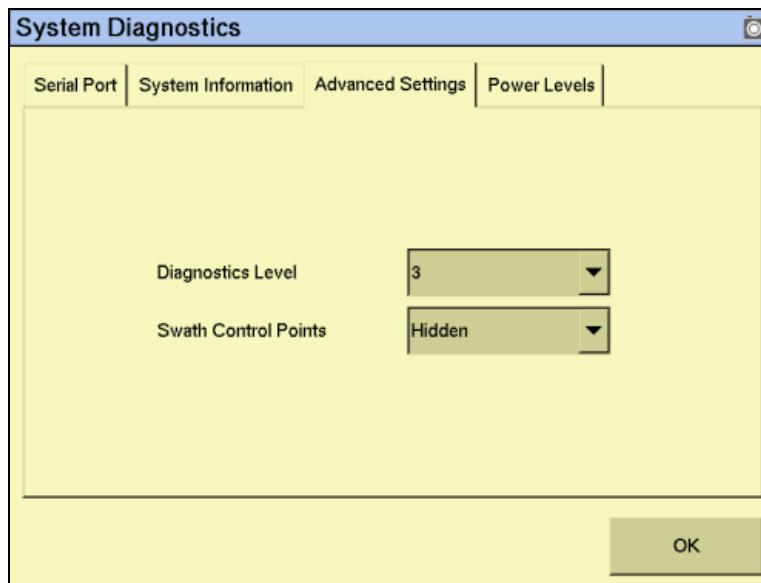 System Diagnostics
Serial Port System Information Advanced Settings Power Levels
Diagnostics Level 3
Swath Control Points Hidden
OK